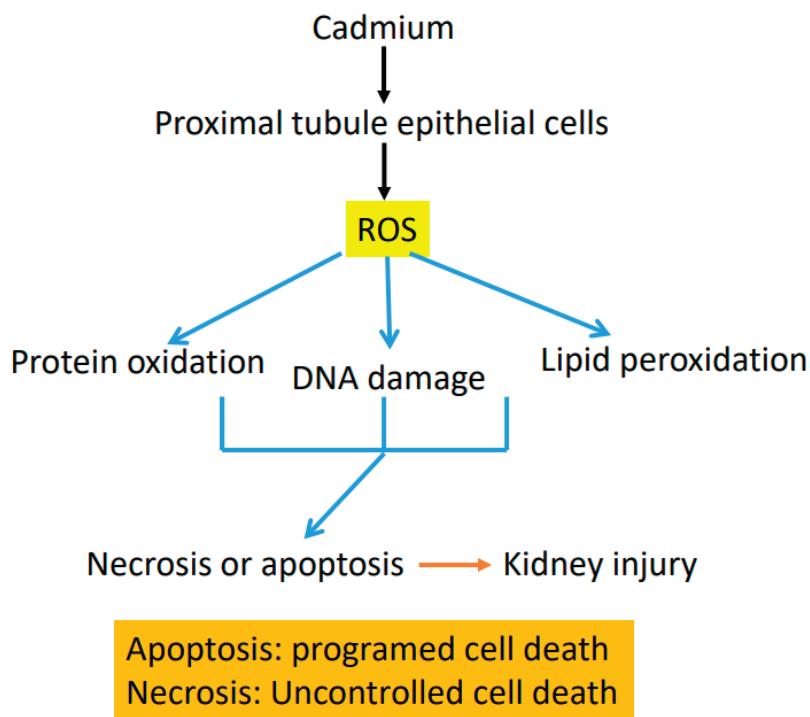 Cadmium
Proximal tubule epithelial cells
ROS
Protein oxidation
DNA damage
Lipid peroxidation
Necrosis or apoptosis
Kidney injury
Apoptosis: programed cell death
Necrosis: Uncontrolled cell death